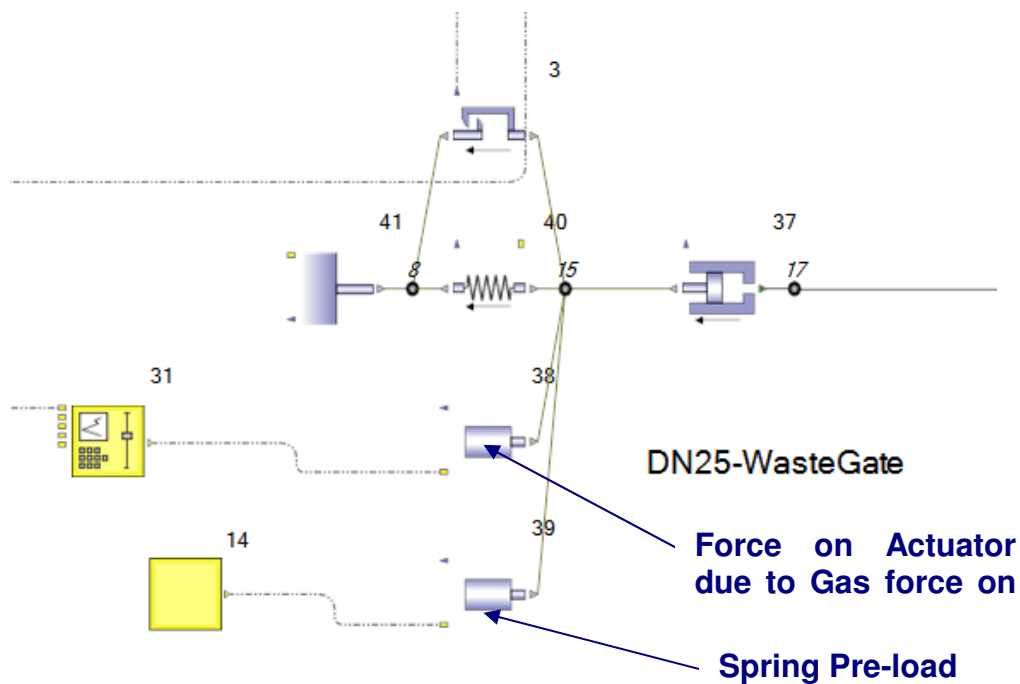 3
41
40
37
8
15
17
31
38
DN25-WasteGate
14
39
Force on Actuator
due to Gas force on
Spring Pre-load